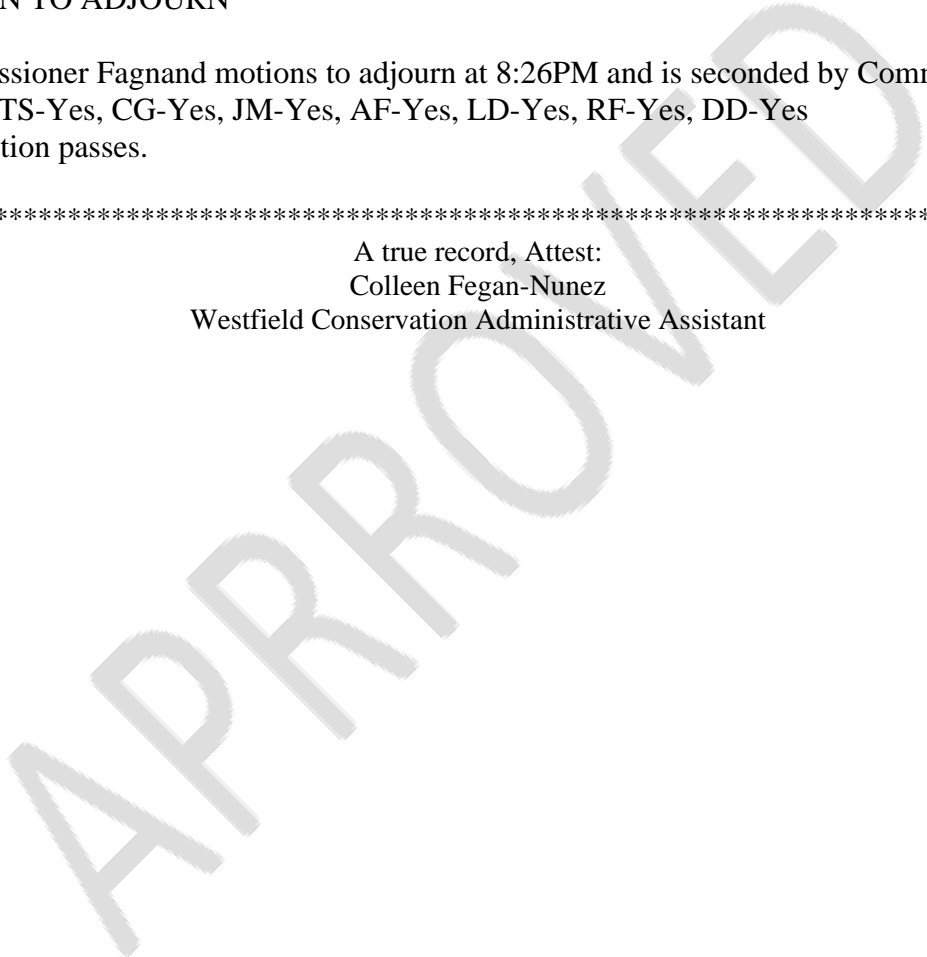 N TO ADJOURN
ssioner Fagnand motions to adjourn at 8:26PM and is seconded by Com
TS-Yes, CG-Yes, JM-Yes, AF-Yes, LD-Yes, RF-Yes, DD-Yes
tion passes.
*****************************************************************
A true record, Attest:
Colleen Fegan-Nunez
Westfield Conservation Administrative Assistant
APRROVED